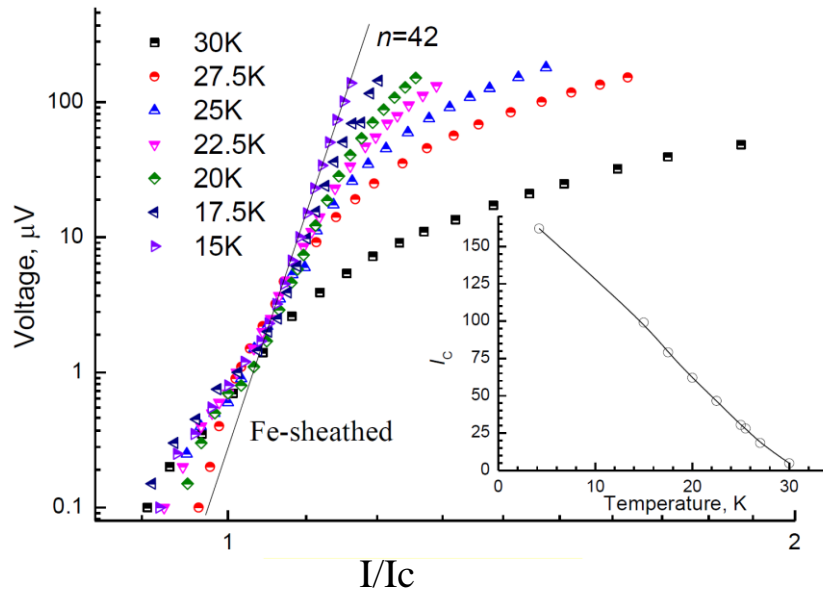 Voltage, μV
100
10
1
0.1
30K
27.5K
25K
22.5K
20K
17.5K
15K
n=42
Fe-sheathed
I_C
150
125
100
75
50
25
0
0
10
20
30
Temperature, K
1
2
I/Ic